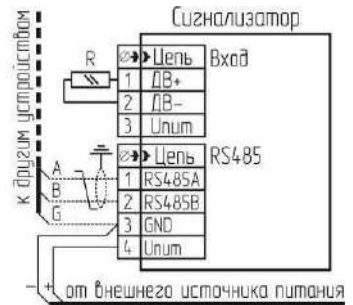 Сигнализатор
к другим устройствам
R
Цепь Вход
1 ДВ+
2 ДВ−
3 Uпит
Цепь RS485
A
1 RS485A
B
2 RS485B
G
3 GND
4 Uпит
− + от внешнего источника питания